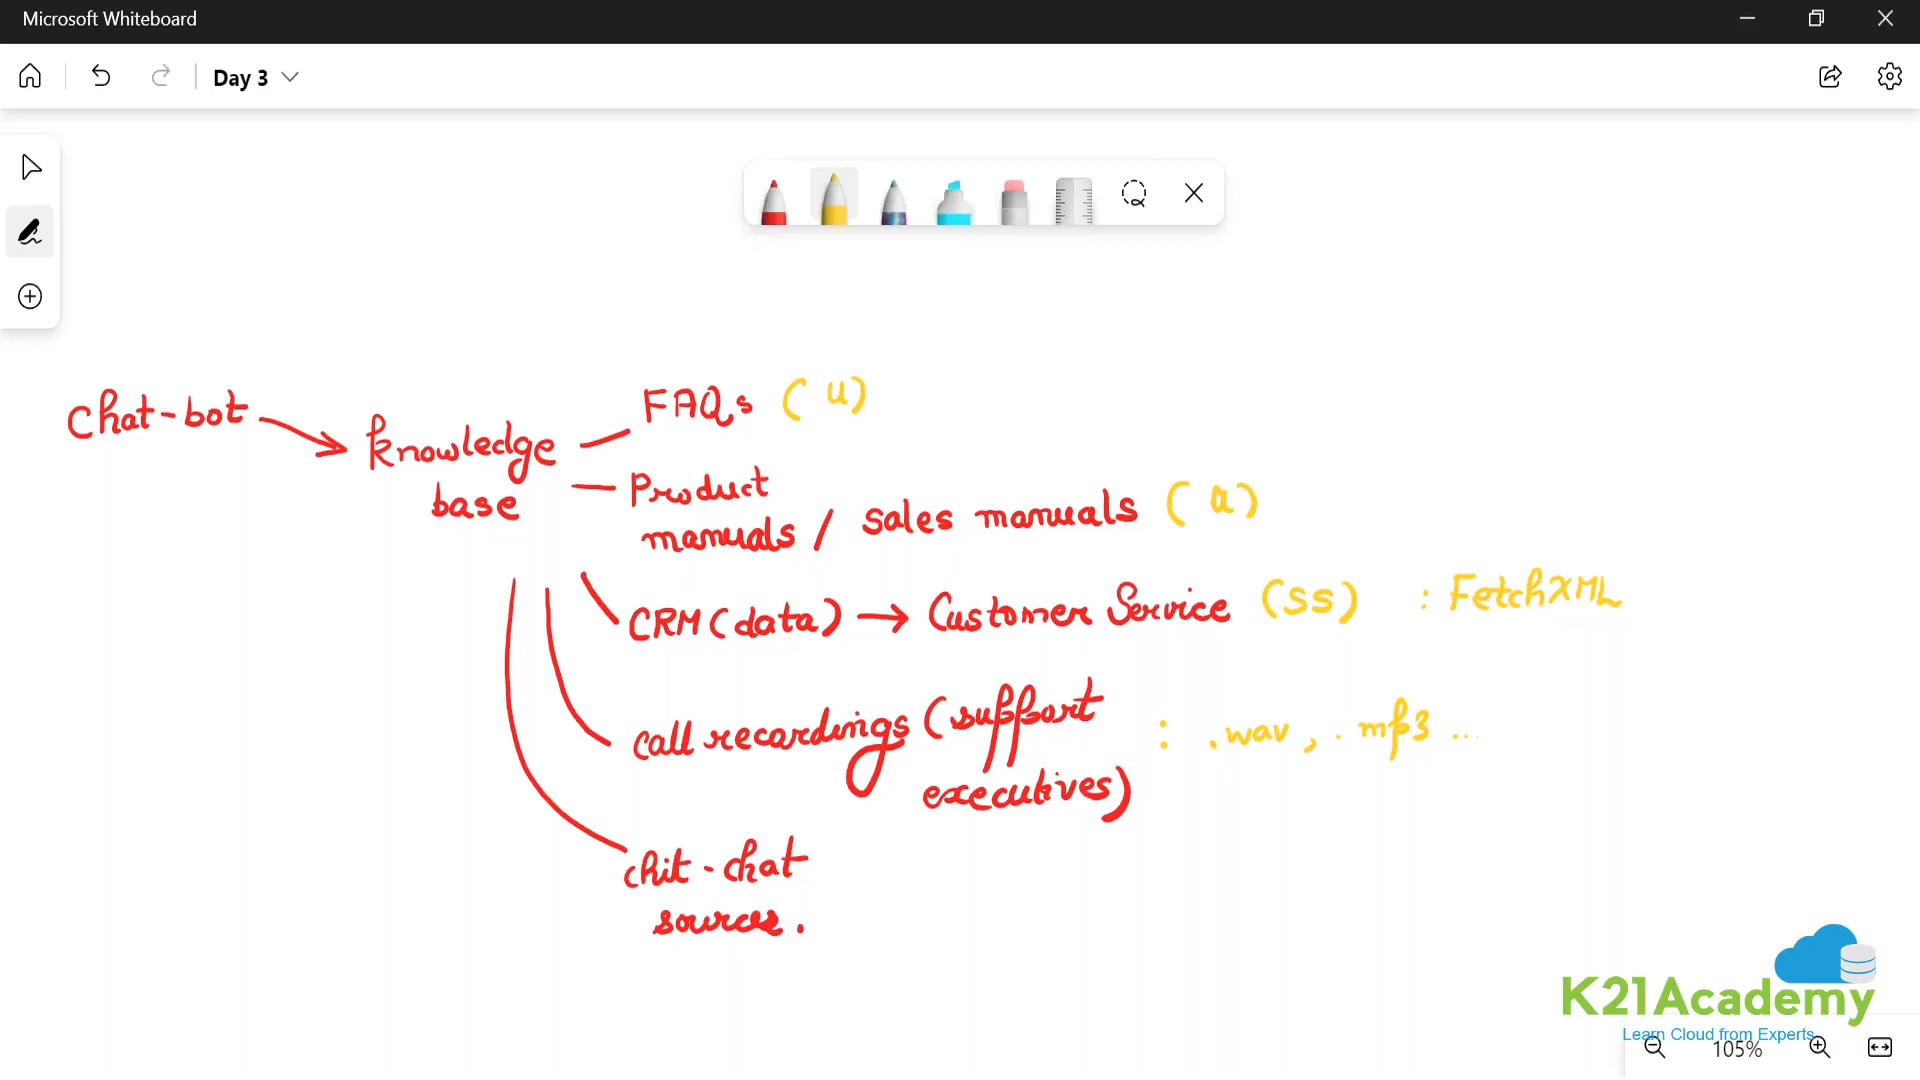 Microsoft Whiteboard
Day 3
Chat-bot
knowledge
base
FAQs (U)
Product
manuals / sales manuals (U)
CRM(data) → Customer Service (SS) : FetchXML
call recordings (support
executives) : .wav, .mp3 ...
chit-chat
sources.
K21Academy
Learn Cloud from Experts
105%